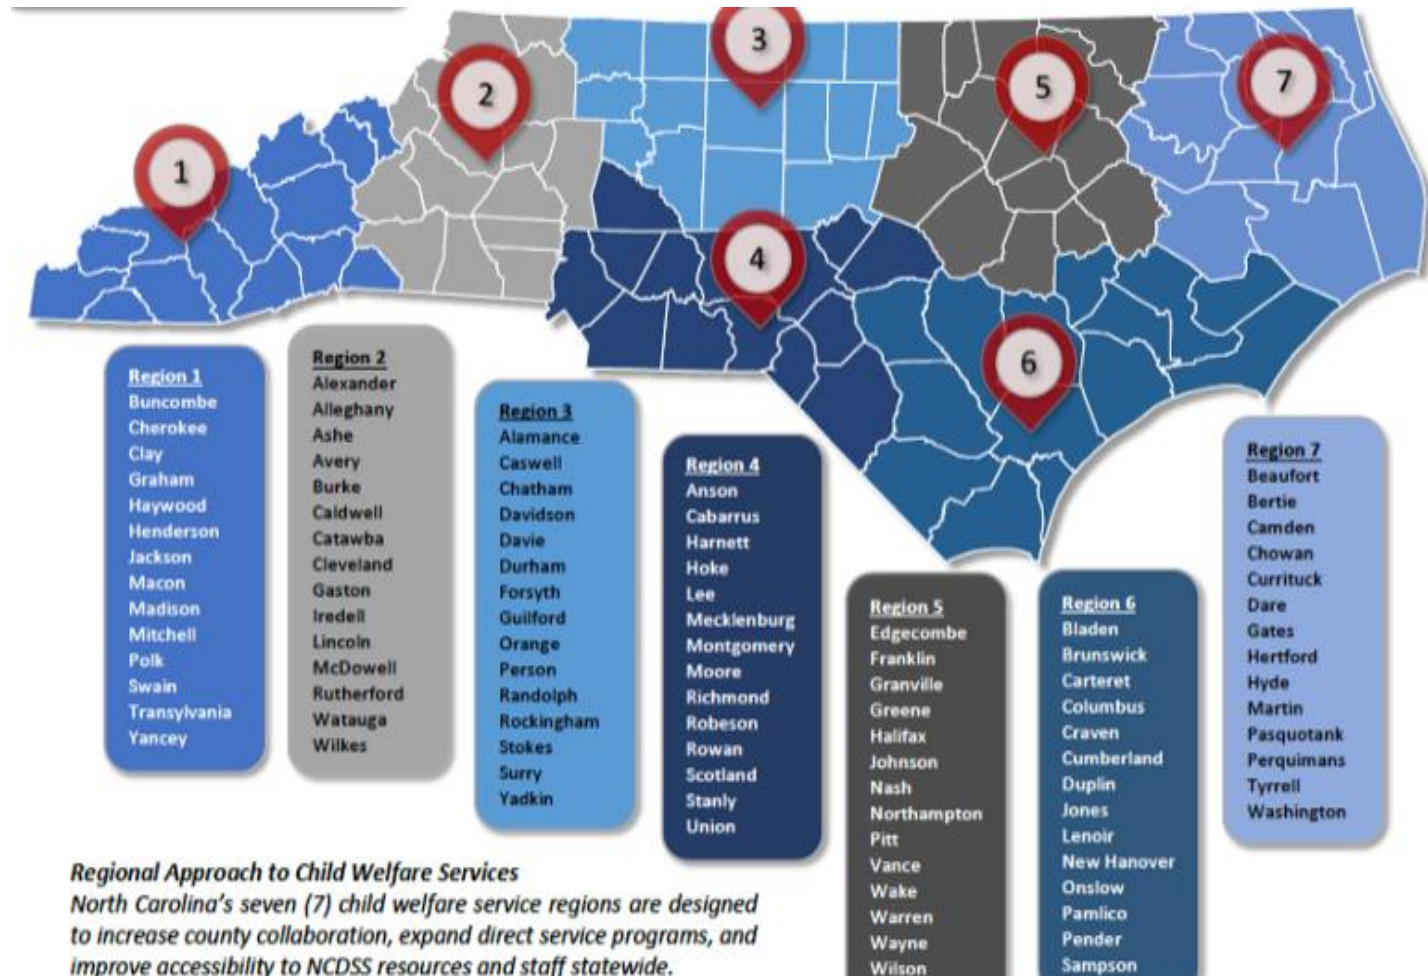 1
2
3
4
5
6
7
Region 1
Buncombe
Cherokee
Clay
Graham
Haywood
Henderson
Jackson
Macon
Madison
Mitchell
Polk
Swain
Transylvania
Yancey
Region 2
Alexander
Alleghany
Ashe
Avery
Burke
Caldwell
Catawba
Cleveland
Gaston
Iredell
Lincoln
McDowell
Rutherford
Watauga
Wilkes
Region 3
Alamance
Caswell
Chatham
Davidson
Davie
Durham
Forsyth
Guilford
Orange
Person
Randolph
Rockingham
Stokes
Surry
Yadkin
Region 4
Anson
Cabarrus
Harnett
Hoke
Lee
Mecklenburg
Montgomery
Moore
Richmond
Robeson
Rowan
Scotland
Stanly
Union
Region 5
Edgecombe
Franklin
Granville
Greene
Halifax
Johnson
Nash
Northampton
Pitt
Vance
Wake
Warren
Wayne
Wilson
Region 6
Bladen
Brunswick
Carteret
Columbus
Craven
Cumberland
Duplin
Jones
Lenoir
New Hanover
Onslow
Pamlico
Pender
Sampson
Region 7
Beaufort
Bertie
Camden
Chowan
Currituck
Dare
Gates
Hertford
Hyde
Martin
Pasquotank
Perquimans
Tyrrell
Washington
Regional Approach to Child Welfare Services
North Carolina's seven (7) child welfare service regions are designed
to increase county collaboration, expand direct service programs, and
improve accessibility to NCDSS resources and staff statewide.